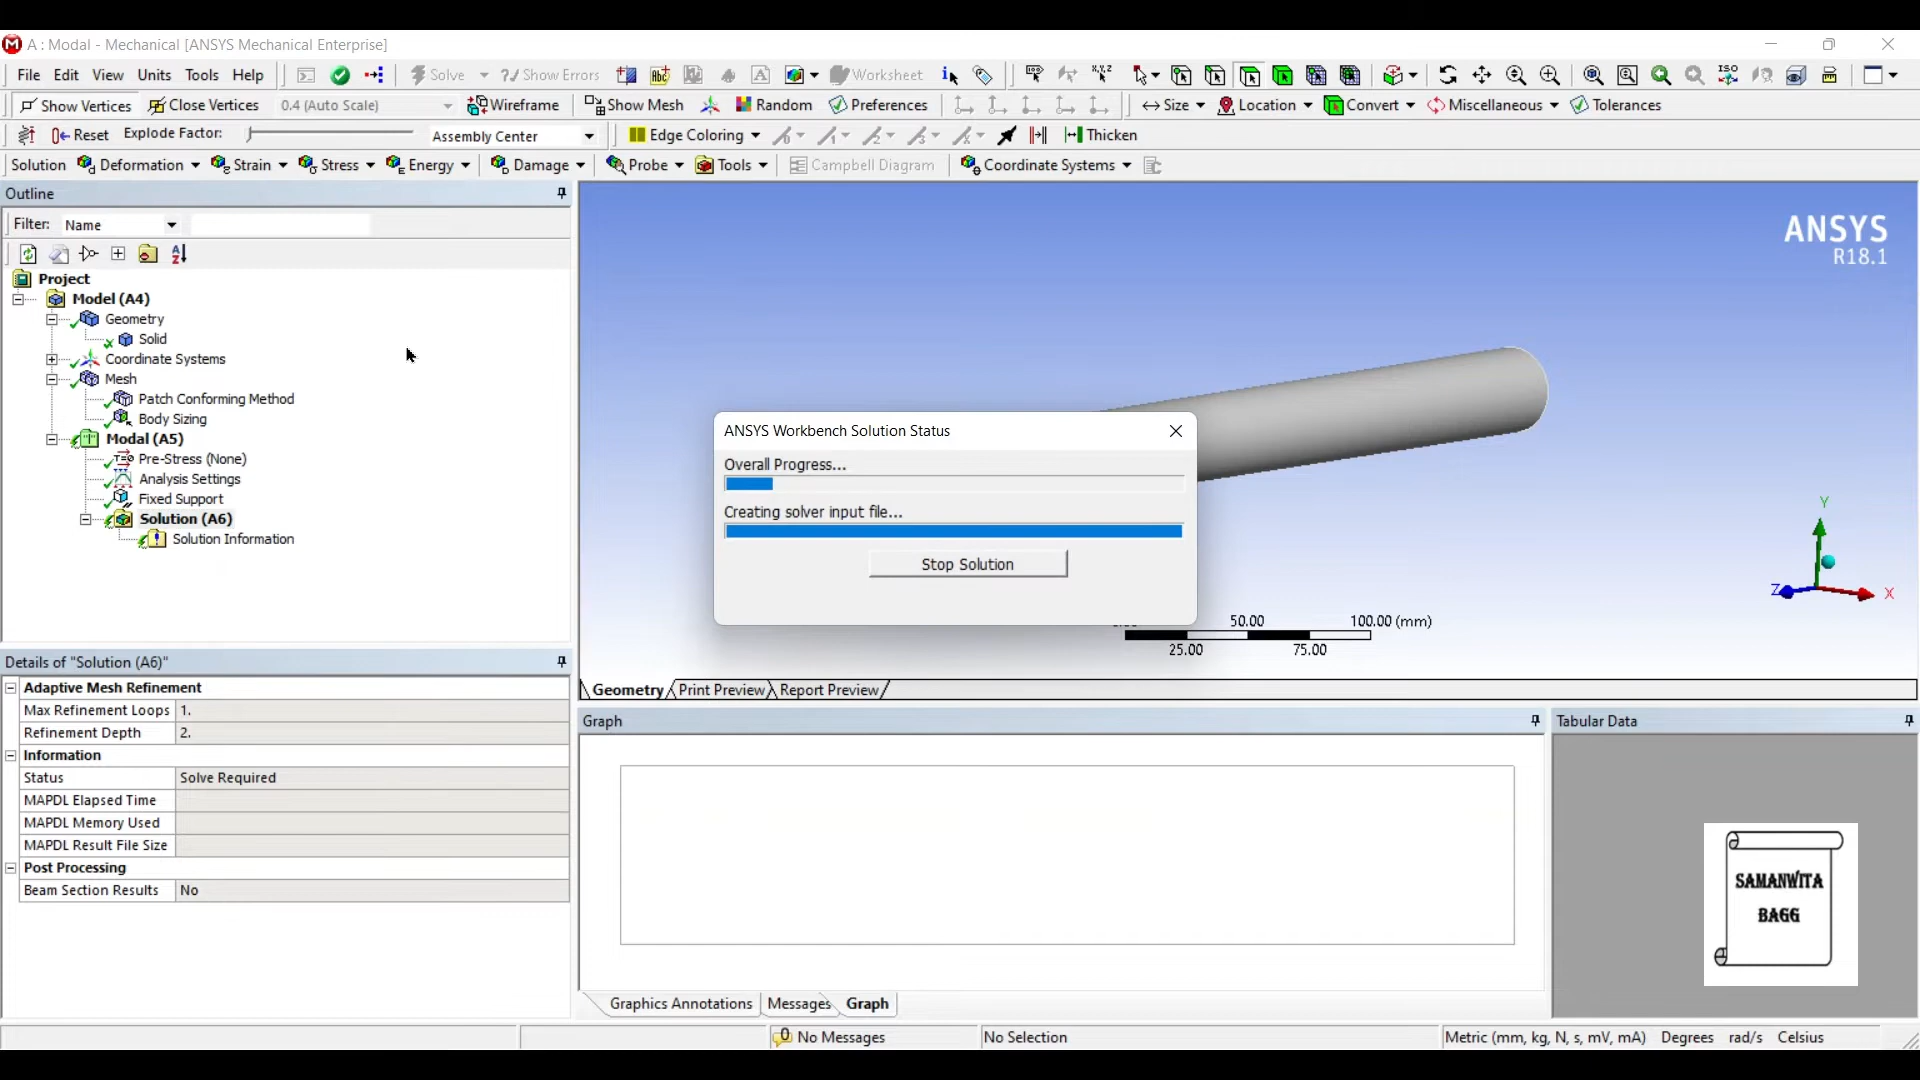 A : Modal - Mechanical [ANSYS Mechanical Enterprise]
File Edit View Units Tools Help Solve ?/ Show Errors Worksheet
Show Vertices Close Vertices 0.4 (Auto Scale) Wireframe Show Mesh Random Preferences Size Location Convert Miscellaneous Tolerances
Reset Explode Factor: Assembly Center Edge Coloring Thicken
Solution Deformation Strain Stress Energy Damage Probe Tools Campbell Diagram Coordinate Systems
Outline
Filter: Name
Project
Model (A4)
Geometry
Solid
Coordinate Systems
Mesh
Patch Conforming Method
Body Sizing
Modal (A5)
Pre-Stress (None)
Analysis Settings
Fixed Support
Solution (A6)
Solution Information
ANSYS
R18.1
ANSYS Workbench Solution Status
Overall Progress...
Creating solver input file...
Stop Solution
Y
Z X
50.00 100.00 (mm)
25.00 75.00
Geometry Print Preview Report Preview
Details of "Solution (A6)"
Adaptive Mesh Refinement
Max Refinement Loops 1.
Refinement Depth 2.
Information
Status Solve Required
MAPDL Elapsed Time
MAPDL Memory Used
MAPDL Result File Size
Post Processing
Beam Section Results No
Graph
Tabular Data
SAMANWITA
BAGG
Graphics Annotations Messages Graph
No Messages No Selection Metric (mm, kg, N, s, mV, mA) Degrees rad/s Celsius